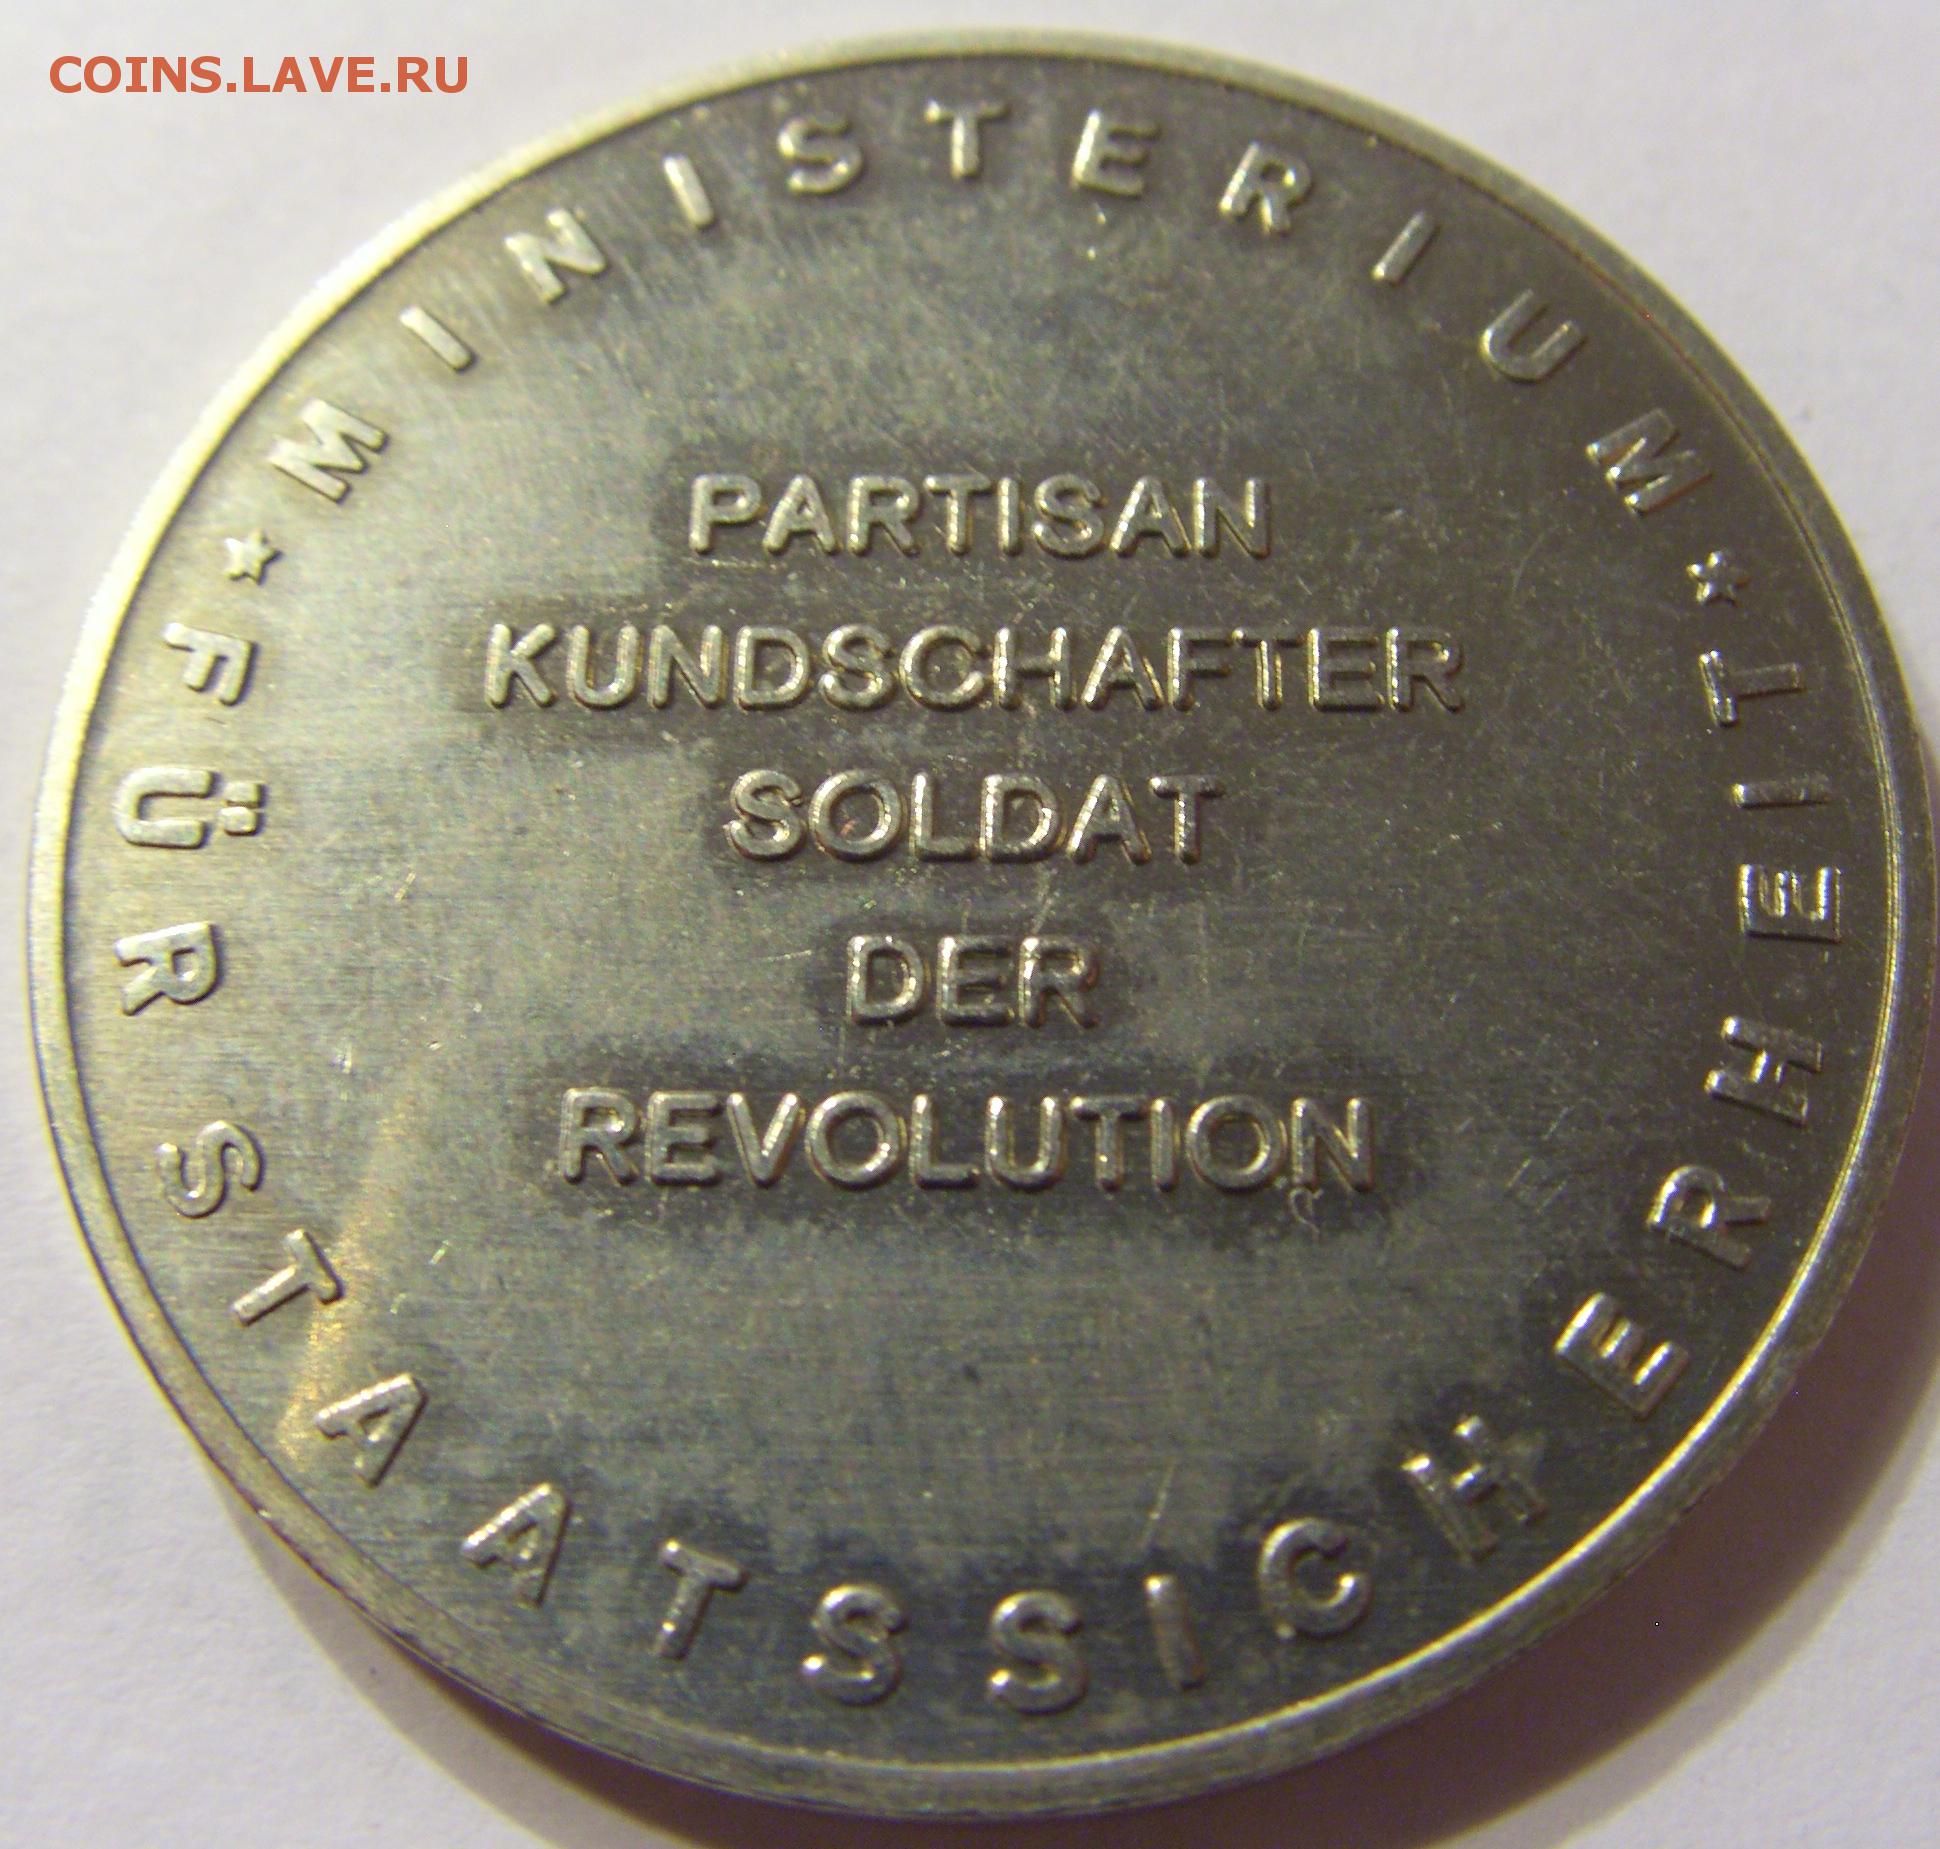 COINS.LAVE.RU
MINISTERIUM
PARTISAN
KUNDSCHAFTER
SOLDAT
DER
REVOLUTION
FÜR STAATSSICHERHEIT